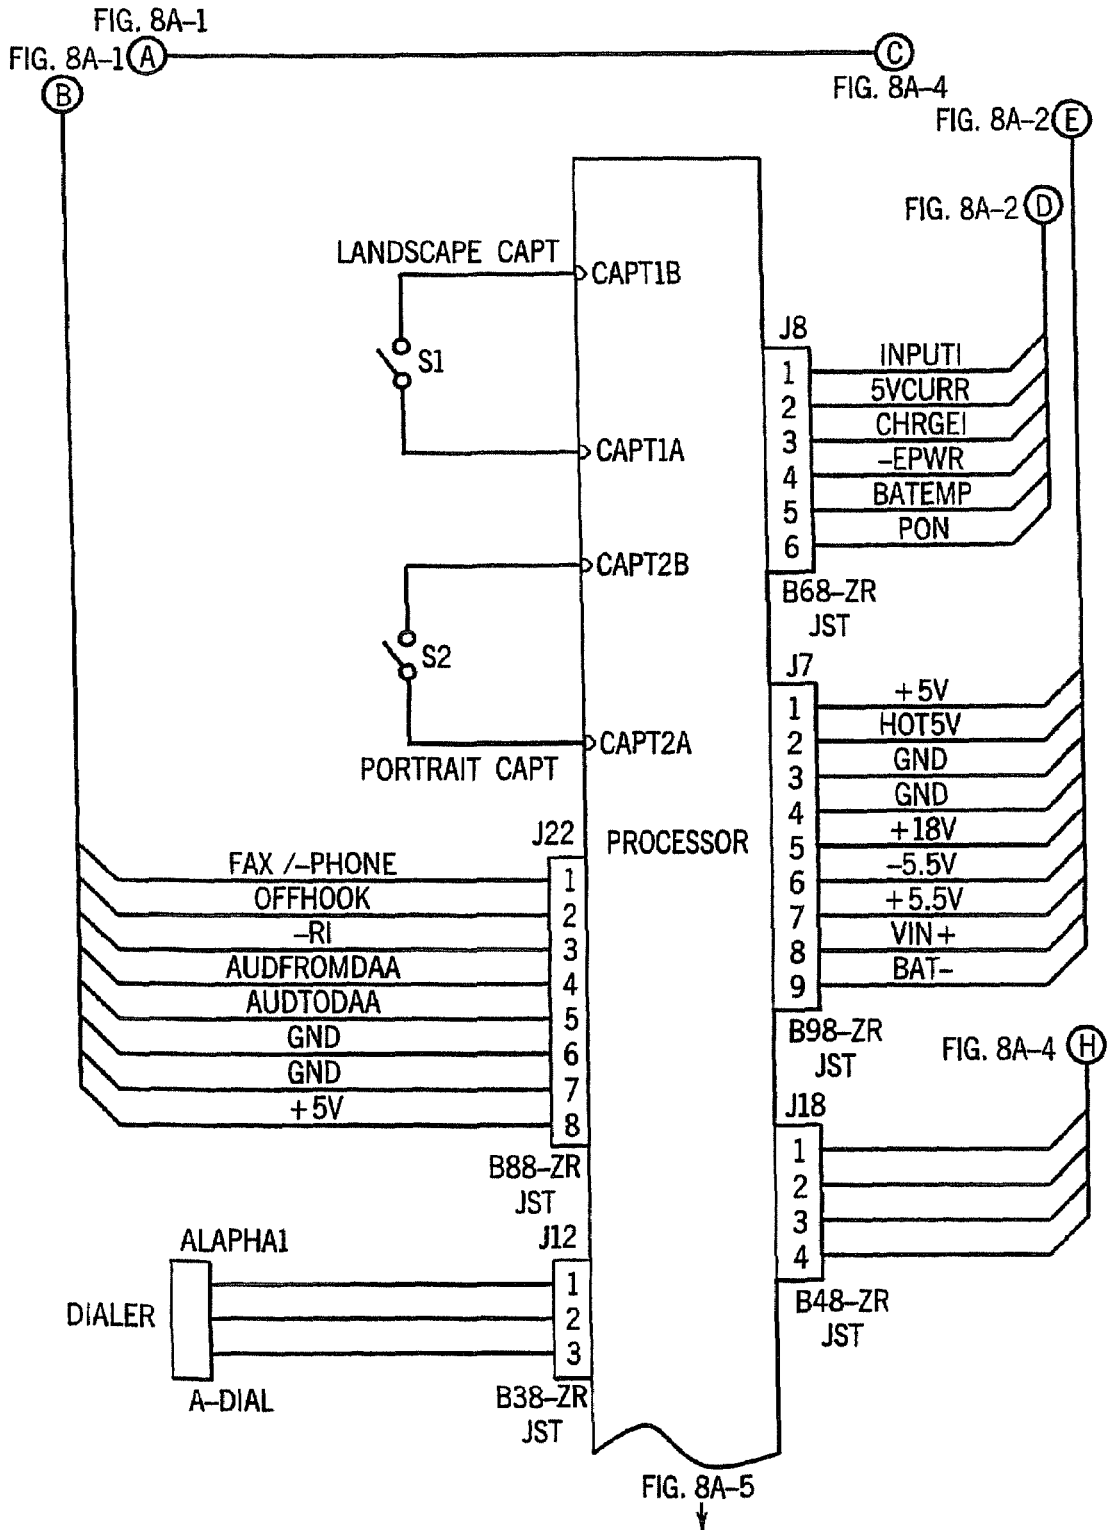 FIG. 8A-1
FIG. 8A-1 A C
B FIG. 8A-4
FIG. 8A-2 E
FIG. 8A-2 D
LANDSCAPE CAPT
CAPT1B
S1
CAPT1A
CAPT2B
S2
CAPT2A
PORTRAIT CAPT
PROCESSOR
J8
1 INPUTI
2 5VCURR
3 CHRGEI
4 -EPWR
5 BATEMP
6 PON
B68-ZR
JST
J7
1 +5V
2 HOT5V
3 GND
4 GND
5 +18V
6 -5.5V
7 +5.5V
8 VIN+
9 BAT-
B98-ZR
JST
J22
FAX /-PHONE 1
OFFHOOK 2
-RI 3
AUDFROMDAA 4
AUDTODAA 5
GND 6
GND 7
+5V 8
B88-ZR
JST
FIG. 8A-4 H
J18
1
2
3
4
B48-ZR
JST
ALAPHA1
J12
DIALER
1
2
3
A-DIAL
B38-ZR
JST
FIG. 8A-5